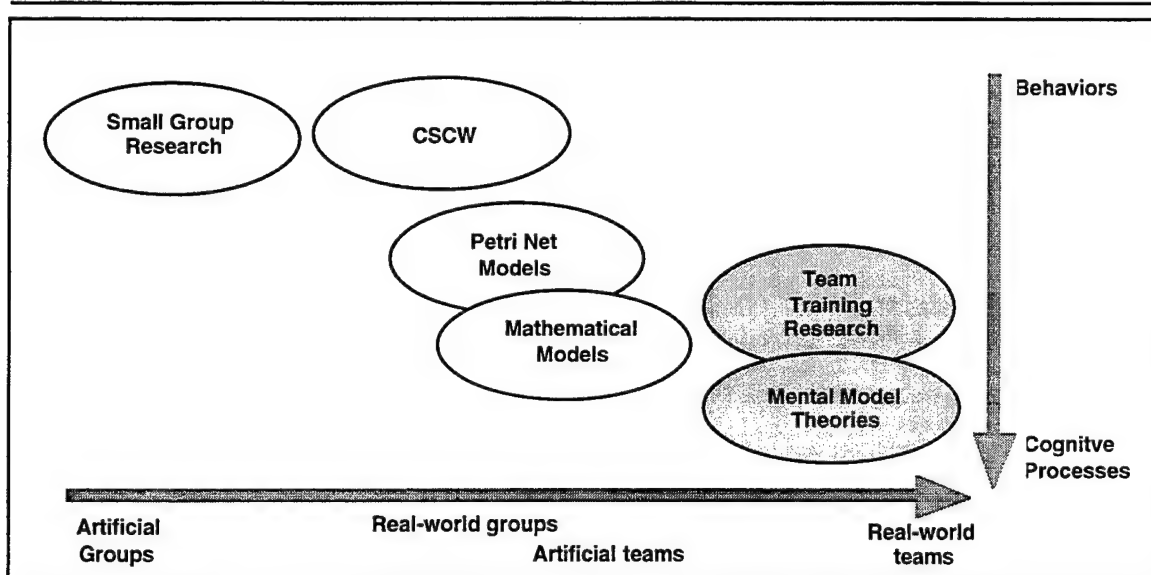 Behaviors
Small Group
Research
CSCW
Petri Net
Models
Team
Training
Research
Mathematical
Models
Mental Model
Theories
Cognitve
Processes
Artificial
Groups
Real-world groups
Artificial teams
Real-world
teams